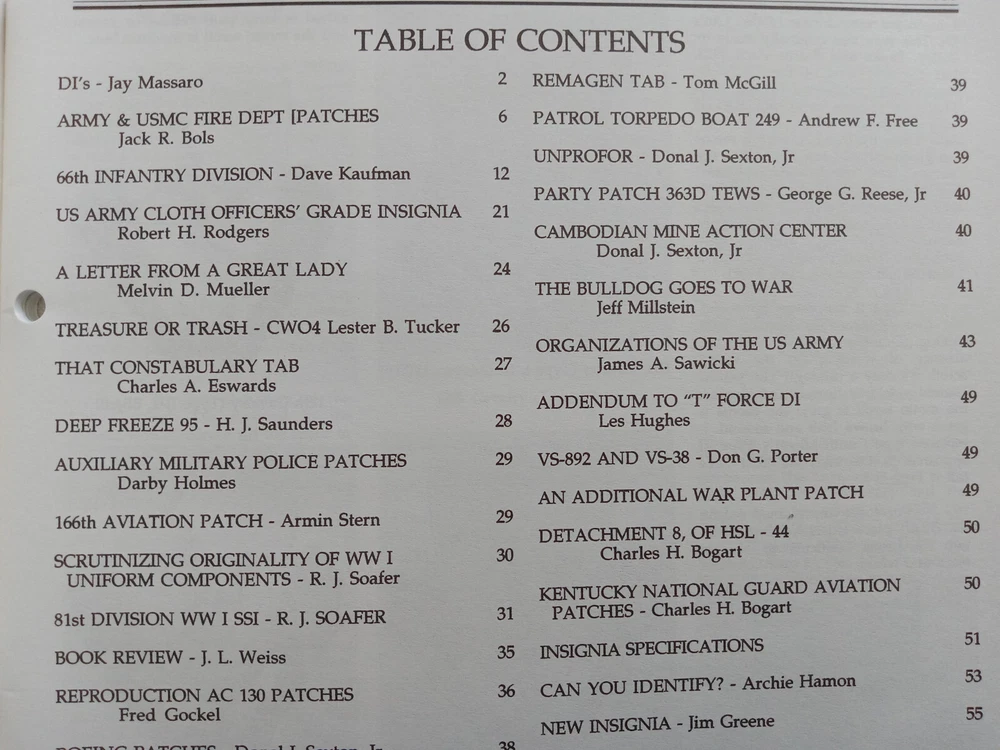 TABLE OF CONTENTS
DI's - Jay Massaro 2
ARMY & USMC FIRE DEPT [PATCHES 6
Jack R. Bols
66th INFANTRY DIVISION - Dave Kaufman 12
US ARMY CLOTH OFFICERS' GRADE INSIGNIA 21
Robert H. Rodgers
A LETTER FROM A GREAT LADY 24
Melvin D. Mueller
TREASURE OR TRASH - CWO4 Lester B. Tucker 26
THAT CONSTABULARY TAB 27
Charles A. Eswards
DEEP FREEZE 95 - H. J. Saunders 28
AUXILIARY MILITARY POLICE PATCHES 29
Darby Holmes
166th AVIATION PATCH - Armin Stern 29
SCRUTINIZING ORIGINALITY OF WW I 30
UNIFORM COMPONENTS - R. J. Soafer
81st DIVISION WW I SSI - R. J. SOAFER 31
BOOK REVIEW - J. L. Weiss 35
REPRODUCTION AC 130 PATCHES 36
Fred Gockel
BOEING PATCHES - Donal J. Sexton, Jr 38
REMAGEN TAB - Tom McGill 39
PATROL TORPEDO BOAT 249 - Andrew F. Free 39
UNPROFOR - Donal J. Sexton, Jr 39
PARTY PATCH 363D TEWS - George G. Reese, Jr 40
CAMBODIAN MINE ACTION CENTER 40
Donal J. Sexton, Jr
THE BULLDOG GOES TO WAR 41
Jeff Millstein
ORGANIZATIONS OF THE US ARMY 43
James A. Sawicki
ADDENDUM TO "T" FORCE DI 49
Les Hughes
VS-892 AND VS-38 - Don G. Porter 49
AN ADDITIONAL WAR PLANT PATCH 49
DETACHMENT 8, OF HSL - 44 50
Charles H. Bogart
KENTUCKY NATIONAL GUARD AVIATION 50
PATCHES - Charles H. Bogart
INSIGNIA SPECIFICATIONS 51
CAN YOU IDENTIFY? - Archie Hamon 53
NEW INSIGNIA - Jim Greene 55